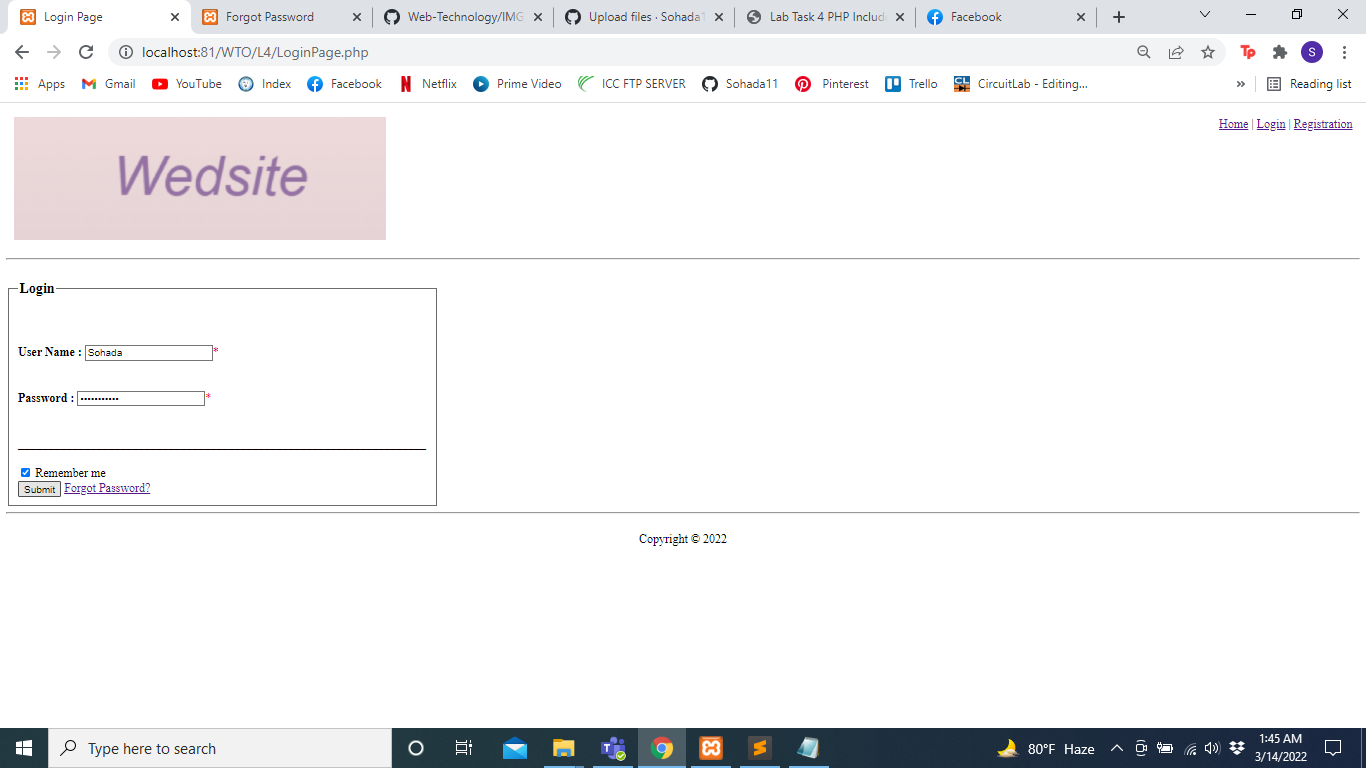 Login Page
Forgot Password
Web-Technology/IMG
Upload files · Sohada1
Lab Task 4 PHP Includ
Facebook
localhost:81/WTO/L4/LoginPage.php
Tp
S
Apps
Gmail
YouTube
Index
Facebook
Netflix
Prime Video
ICC FTP SERVER
Sohada11
Pinterest
Trello
CL
CircuitLab - Editing...
»
Reading list
Wedsite
Home | Login | Registration
Login
User Name : Sohada *
Password : ••••••••••• *
Remember me
Submit Forgot Password?
Copyright © 2022
Type here to search
80°F Haze
1:45 AM
3/14/2022